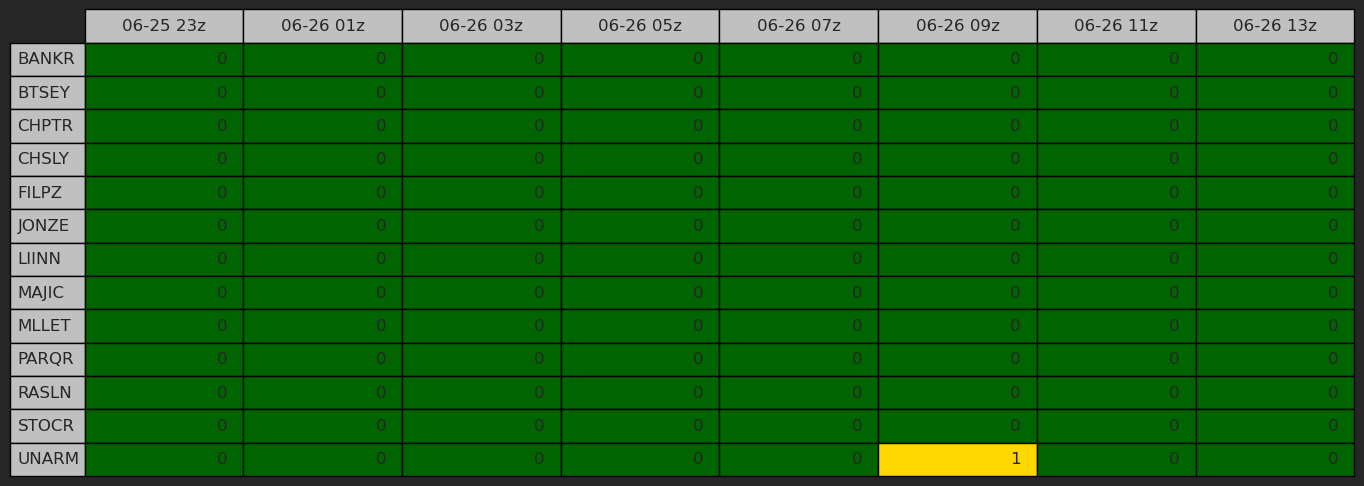 06-25 23z 06-26 01z 06-26 03z 06-26 05z 06-26 07z 06-26 09z 06-26 11z 06-26 13z
BANKR 0 0 0 0 0 0 0 0
BTSEY 0 0 0 0 0 0 0 0
CHPTR 0 0 0 0 0 0 0 0
CHSLY 0 0 0 0 0 0 0 0
FILPZ 0 0 0 0 0 0 0 0
JONZE 0 0 0 0 0 0 0 0
LIINN 0 0 0 0 0 0 0 0
MAJIC 0 0 0 0 0 0 0 0
MLLET 0 0 0 0 0 0 0 0
PARQR 0 0 0 0 0 0 0 0
RASLN 0 0 0 0 0 0 0 0
STOCR 0 0 0 0 0 0 0 0
UNARM 0 0 0 0 0 1 0 0